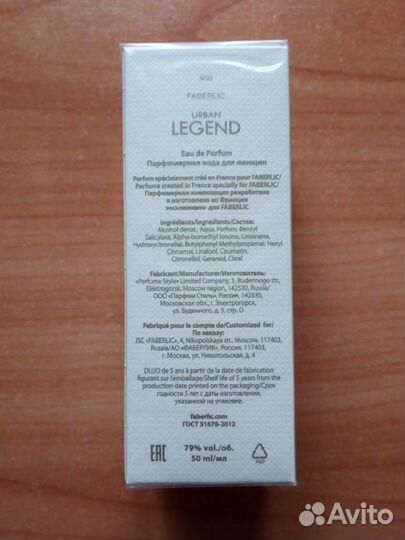 3035
FABERLIC
URBAN
LEGEND
Eau de Parfum
Парфюмерная вода для женщин
Parfum spécialement créé en France pour FABERLIC/
Perfume created in France specially for FABERLIC/
Парфюмерная композиция разработана
и изготовлена во Франции
эксклюзивно для FABERLIC
Ingrédients/Ingredients/Состав:
Alcohol denat., Aqua, Parfum, Benzyl
Salicylate, Alpha-Isomethyl Ionone, Limonene,
Hydroxycitronellal, Butylphenyl Methylpropional, Hexyl
Cinnamal, Linalool, Coumarin,
Citronellol, Geraniol, Citral.
Fabricant/Manufacturer/Изготовитель:
«Perfume Style» Limited Company, 5, Budennogo str,
Elektrogorsk, Moscow region, 142530, Russia/
ООО «Парфюм Стиль», Россия, 142530,
Московская обл., г. Электрогорск,
ул. Буденного, д. 5, стр. О
Fabriqué pour le compte de/Customized for/
По заказу:
JSC «FABERLIC», 4, Nikopolskaya str., Moscow, 117403,
Russia/АО «ФАБЕРЛИК», Россия, 117403,
г. Москва, ул. Никопольская, д. 4
DLUO de 5 ans à partir de la date de fabrication
figurant sur l'emballage/Shelf life of 5 years from the
production date printed on the packaging/Срок
годности 5 лет с даты изготовления,
указанной на упаковке.
faberlic.com
ГОСТ 31678-2012
EAC 79% vol./об.
50 ml/мл
PAP
Avito